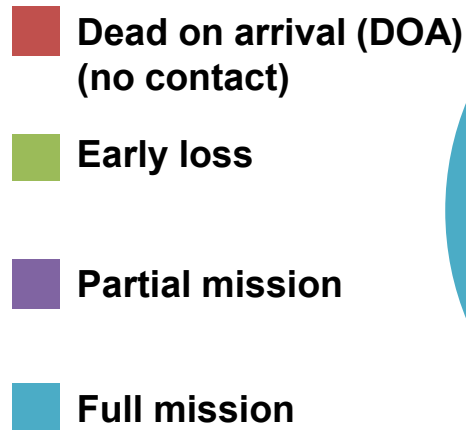 Dead on arrival (DOA)
(no contact)
Early loss
Partial mission
Full mission